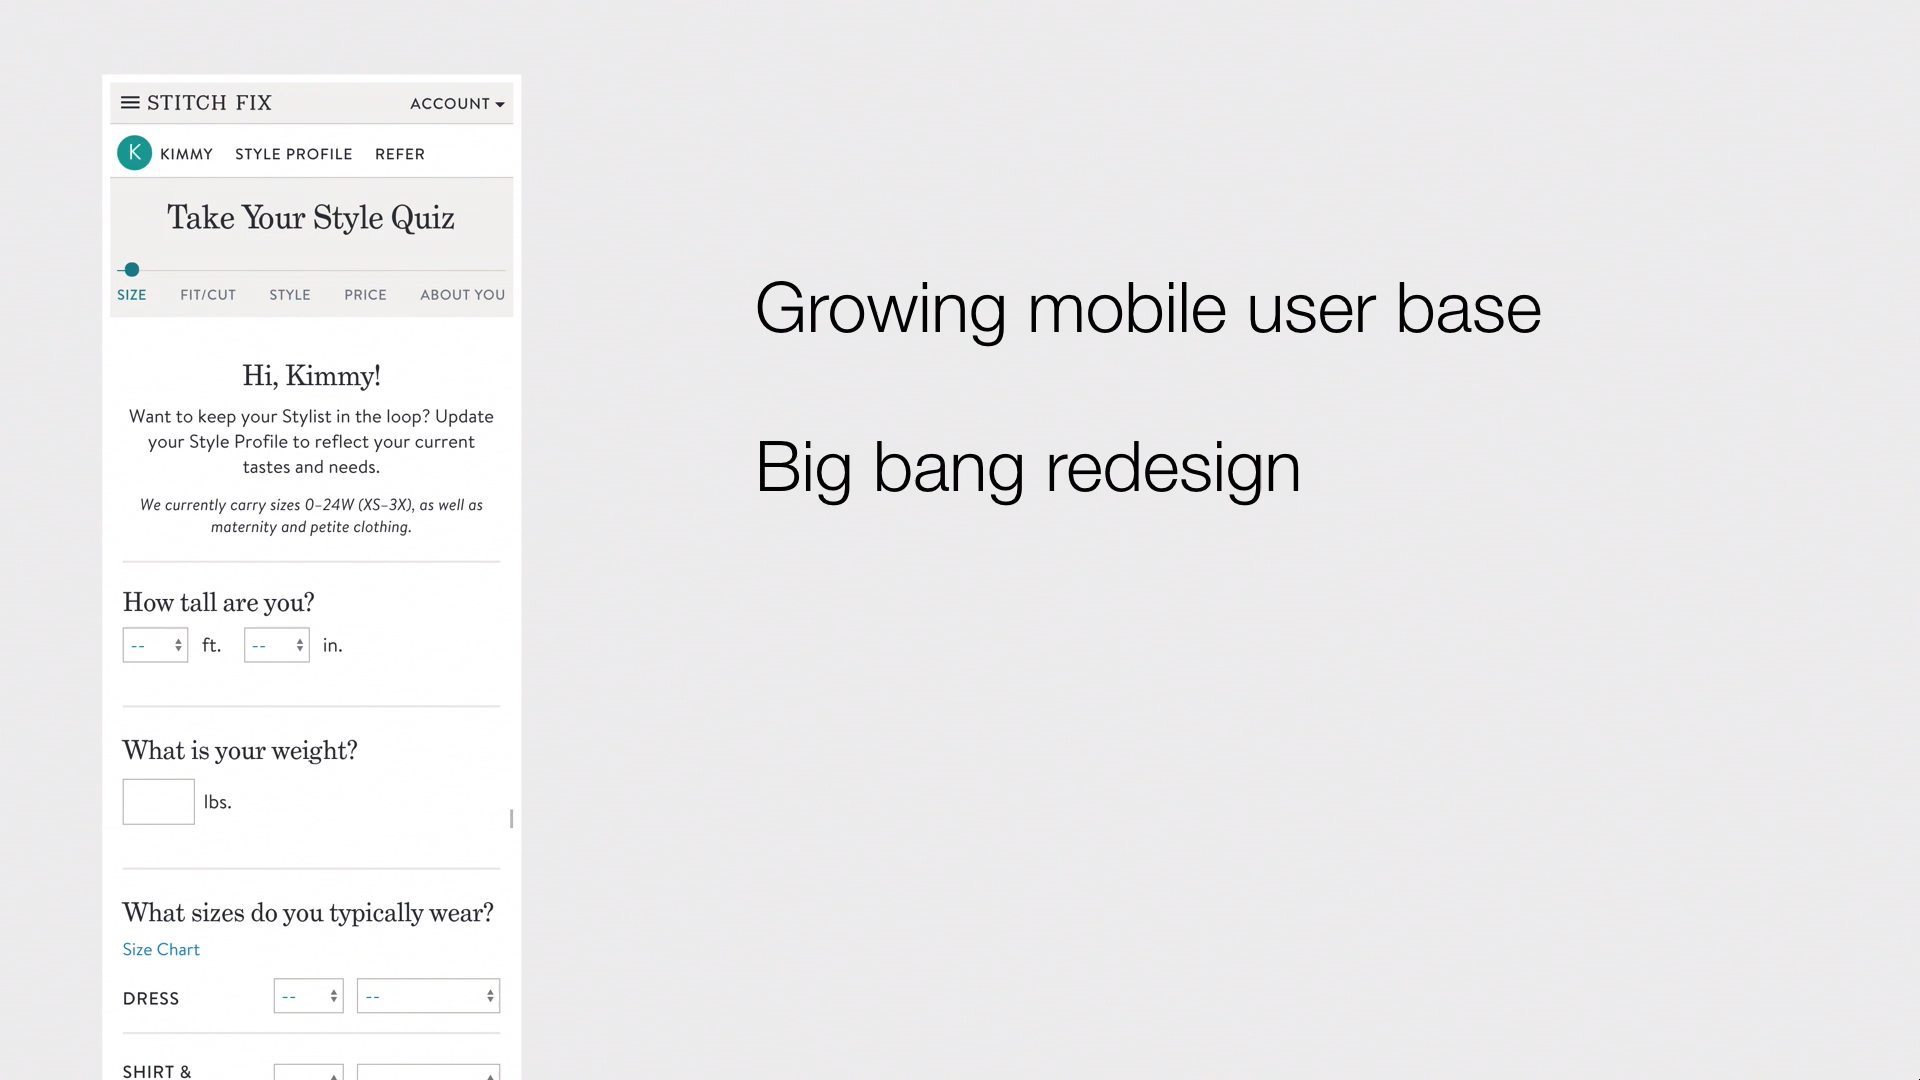 STITCH FIX
ACCOUNT
K
KIMMY STYLE PROFILE REFER
Take Your Style Quiz
SIZE FIT/CUT STYLE PRICE ABOUT YOU
Hi, Kimmy!
Want to keep your Stylist in the loop? Update
your Style Profile to reflect your current
tastes and needs.
We currently carry sizes 0–24W (XS–3X), as well as
maternity and petite clothing.
How tall are you?
-- ft. -- in.
What is your weight?
lbs.
What sizes do you typically wear?
Size Chart
DRESS -- --
SHIRT &
Growing mobile user base
Big bang redesign